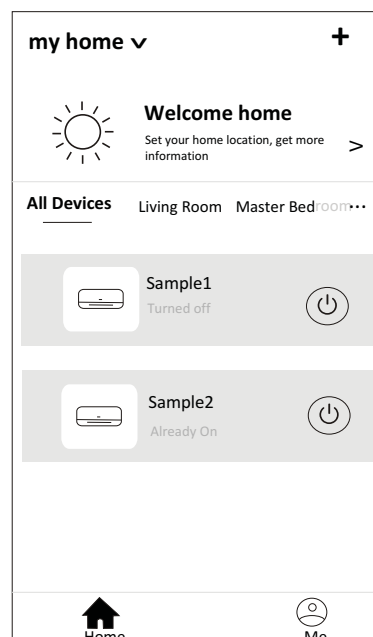 my home
+
Welcome home
Set your home location, get more
information
>
All Devices Living Room Master Bedroom ...
Sample1
Turned off
Sample2
Already On
Home Me